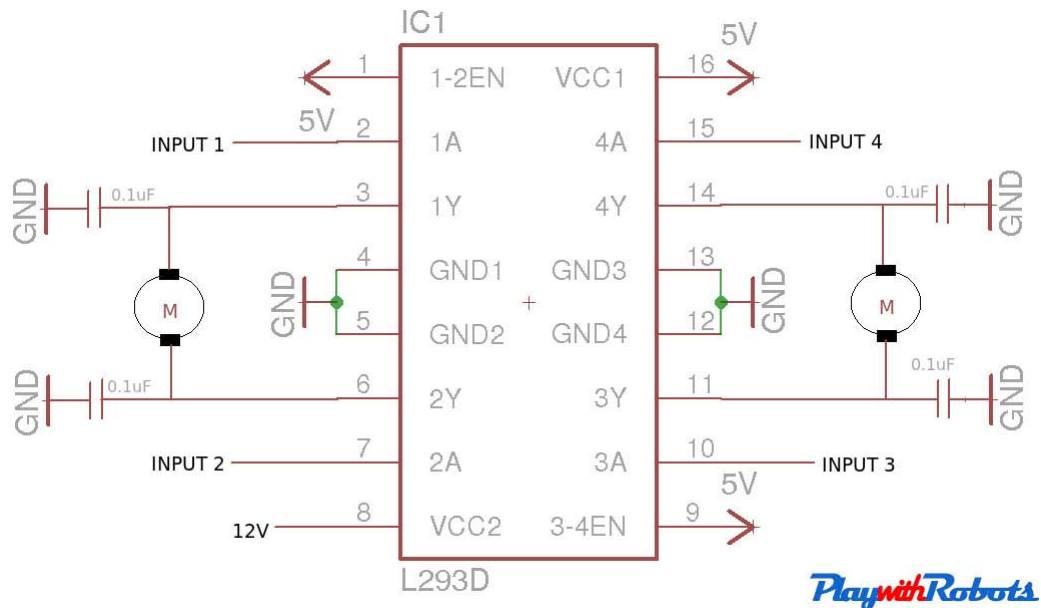 IC1
5V
1
1-2EN
VCC1
16
5V
INPUT 1
2
1A
4A
15
INPUT 4
GND
0.1uF
3
1Y
4Y
14
0.1uF
GND
4
GND1
GND3
13
M
GND
GND
M
5
GND2
GND4
12
GND
0.1uF
6
2Y
3Y
11
0.1uF
GND
INPUT 2
7
2A
3A
10
INPUT 3
5V
12V
8
VCC2
3-4EN
9
L293D
PlaywithRobots